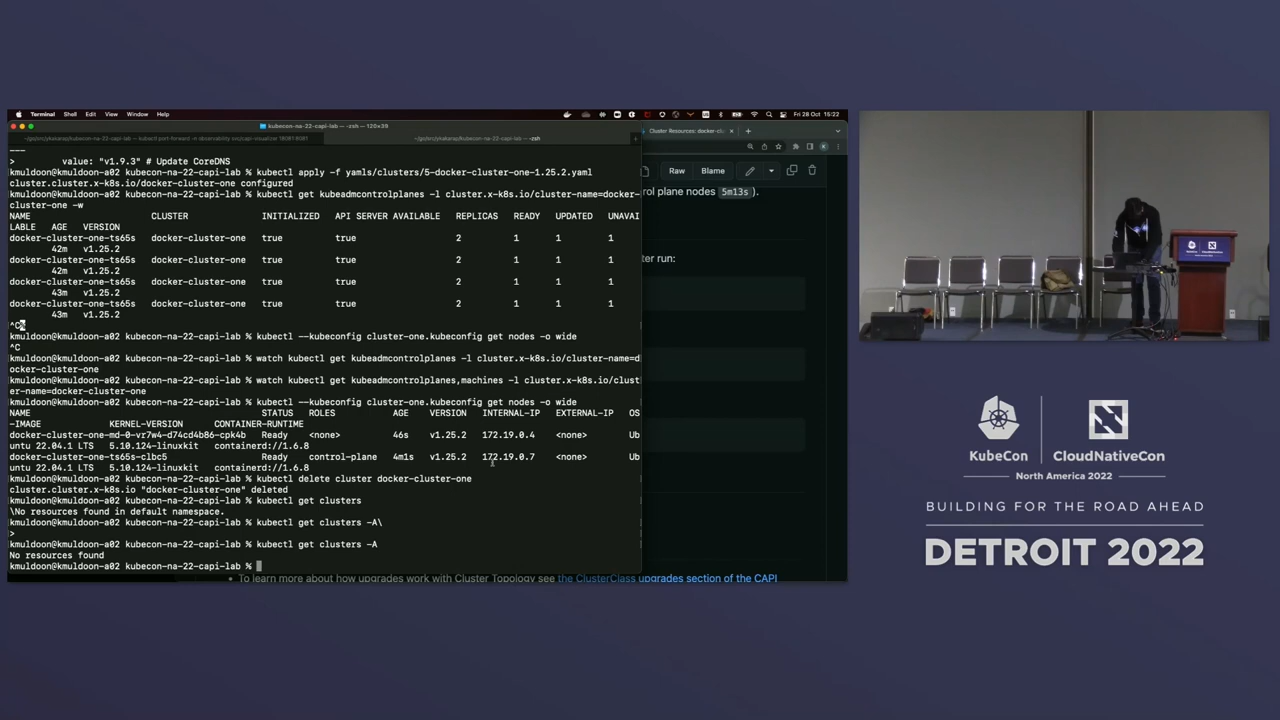 Terminal Shell Edit View Window Help
Fri 28 Oct 15:22
kubecon-na-22-capi-lab — -zsh — 120×39
~/go/src/ykakarap/kubecon-na-22-capi-lab — -zsh
Cluster Resources: docker-clu
---
>        value: "v1.9.3" # Update CoreDNS
kmuldoon@kmuldoon-a02 kubecon-na-22-capi-lab % kubectl apply -f yamls/clusters/5-docker-cluster-one-1.25.2.yaml
cluster.cluster.x-k8s.io/docker-cluster-one configured
kmuldoon@kmuldoon-a02 kubecon-na-22-capi-lab % kubectl get kubeadmcontrolplanes -l cluster.x-k8s.io/cluster-name=docker-
cluster-one -w
NAME CLUSTER INITIALIZED API SERVER AVAILABLE REPLICAS READY UPDATED UNAVAI
LABLE AGE VERSION
docker-cluster-one-ts65s docker-cluster-one true true 2 1 1 1
42m v1.25.2
docker-cluster-one-ts65s docker-cluster-one true true 2 1 1 1
42m v1.25.2
docker-cluster-one-ts65s docker-cluster-one true true 2 1 1 1
43m v1.25.2
docker-cluster-one-ts65s docker-cluster-one true true 2 1 1 1
43m v1.25.2
^C%
kmuldoon@kmuldoon-a02 kubecon-na-22-capi-lab % kubectl --kubeconfig cluster-one.kubeconfig get nodes -o wide
^C
kmuldoon@kmuldoon-a02 kubecon-na-22-capi-lab % watch kubectl get kubeadmcontrolplanes -l cluster.x-k8s.io/cluster-name=d
ocker-cluster-one
kmuldoon@kmuldoon-a02 kubecon-na-22-capi-lab % watch kubectl get kubeadmcontrolplanes,machines -l cluster.x-k8s.io/clust
er-name=docker-cluster-one
kmuldoon@kmuldoon-a02 kubecon-na-22-capi-lab % kubectl --kubeconfig cluster-one.kubeconfig get nodes -o wide
NAME STATUS ROLES AGE VERSION INTERNAL-IP EXTERNAL-IP OS
-IMAGE KERNEL-VERSION CONTAINER-RUNTIME
docker-cluster-one-md-0-vr7w4-d74cd4b86-cpk4b Ready <none> 46s v1.25.2 172.19.0.4 <none> Ub
untu 22.04.1 LTS 5.10.124-linuxkit containerd://1.6.8
docker-cluster-one-ts65s-clbc5 Ready control-plane 4m1s v1.25.2 172.19.0.7 <none> Ub
untu 22.04.1 LTS 5.10.124-linuxkit containerd://1.6.8
kmuldoon@kmuldoon-a02 kubecon-na-22-capi-lab % kubectl delete cluster docker-cluster-one
cluster.cluster.x-k8s.io "docker-cluster-one" deleted
kmuldoon@kmuldoon-a02 kubecon-na-22-capi-lab % kubectl get clusters
\No resources found in default namespace.
kmuldoon@kmuldoon-a02 kubecon-na-22-capi-lab % kubectl get clusters -A\
>
kmuldoon@kmuldoon-a02 kubecon-na-22-capi-lab % kubectl get clusters -A
No resources found
kmuldoon@kmuldoon-a02 kubecon-na-22-capi-lab %
Raw Blame
rol plane nodes 5m13s).
ter run:
To learn more about how upgrades work with Cluster Topology see the ClusterClass upgrades section of the CAPI
KubeCon CloudNativeCon
North America 2022
BUILDING FOR THE ROAD AHEAD
DETROIT 2022